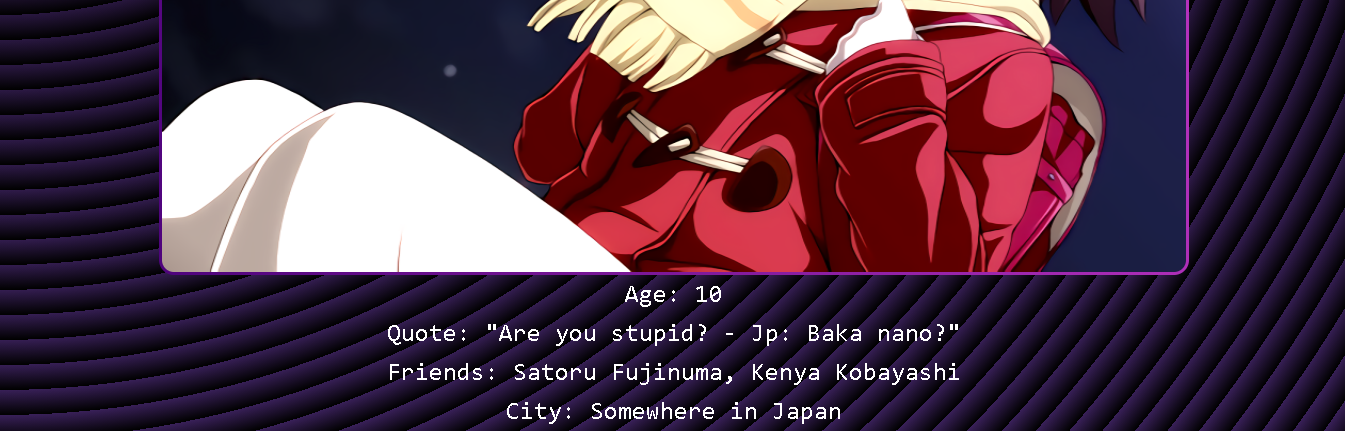 Age: 10
Quote: "Are you stupid? - Jp: Baka nano?"
Friends: Satoru Fujinuma, Kenya Kobayashi
City: Somewhere in Japan